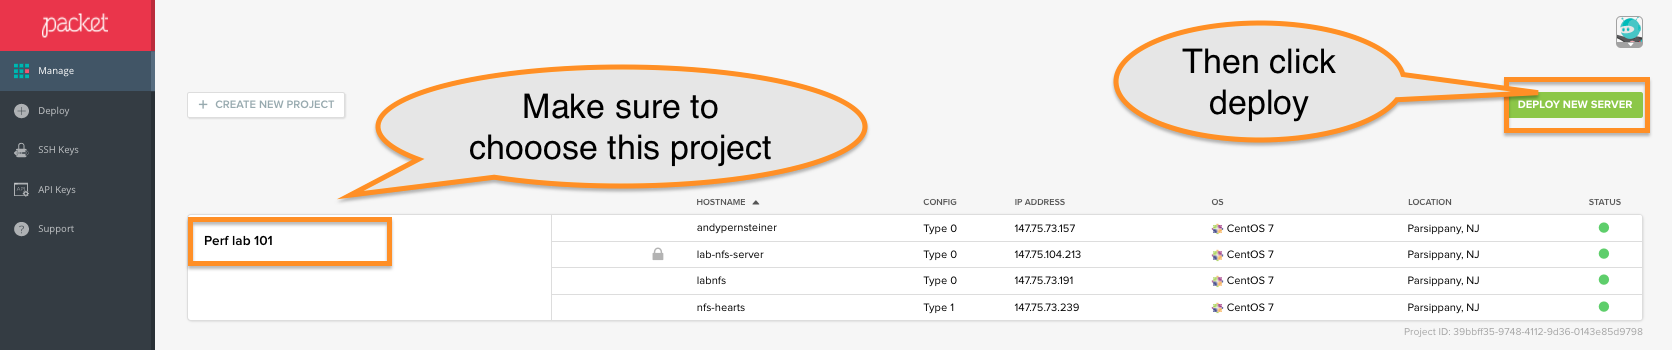 packet
Manage
Deploy
SSH Keys
API Keys
Support
+ CREATE NEW PROJECT
Make sure to
chooose this project
Then click
deploy
DEPLOY NEW SERVER
HOSTNAME CONFIG IP ADDRESS OS LOCATION STATUS
Perf lab 101
andypernsteiner Type 0 147.75.73.157 CentOS 7 Parsippany, NJ
lab-nfs-server Type 0 147.75.104.213 CentOS 7 Parsippany, NJ
labnfs Type 0 147.75.73.191 CentOS 7 Parsippany, NJ
nfs-hearts Type 1 147.75.73.239 CentOS 7 Parsippany, NJ
Project ID: 39bbff35-9748-4112-9d36-0143e85d9798